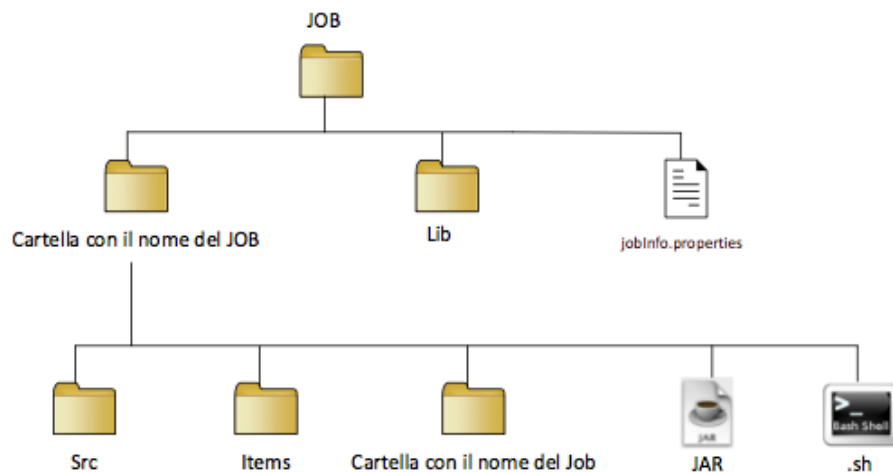 JOB
Cartella con il nome del JOB
Lib
jobInfo.properties
JAR
>_
Bash Shell
Src
Items
Cartella con il nome del Job
JAR
.sh